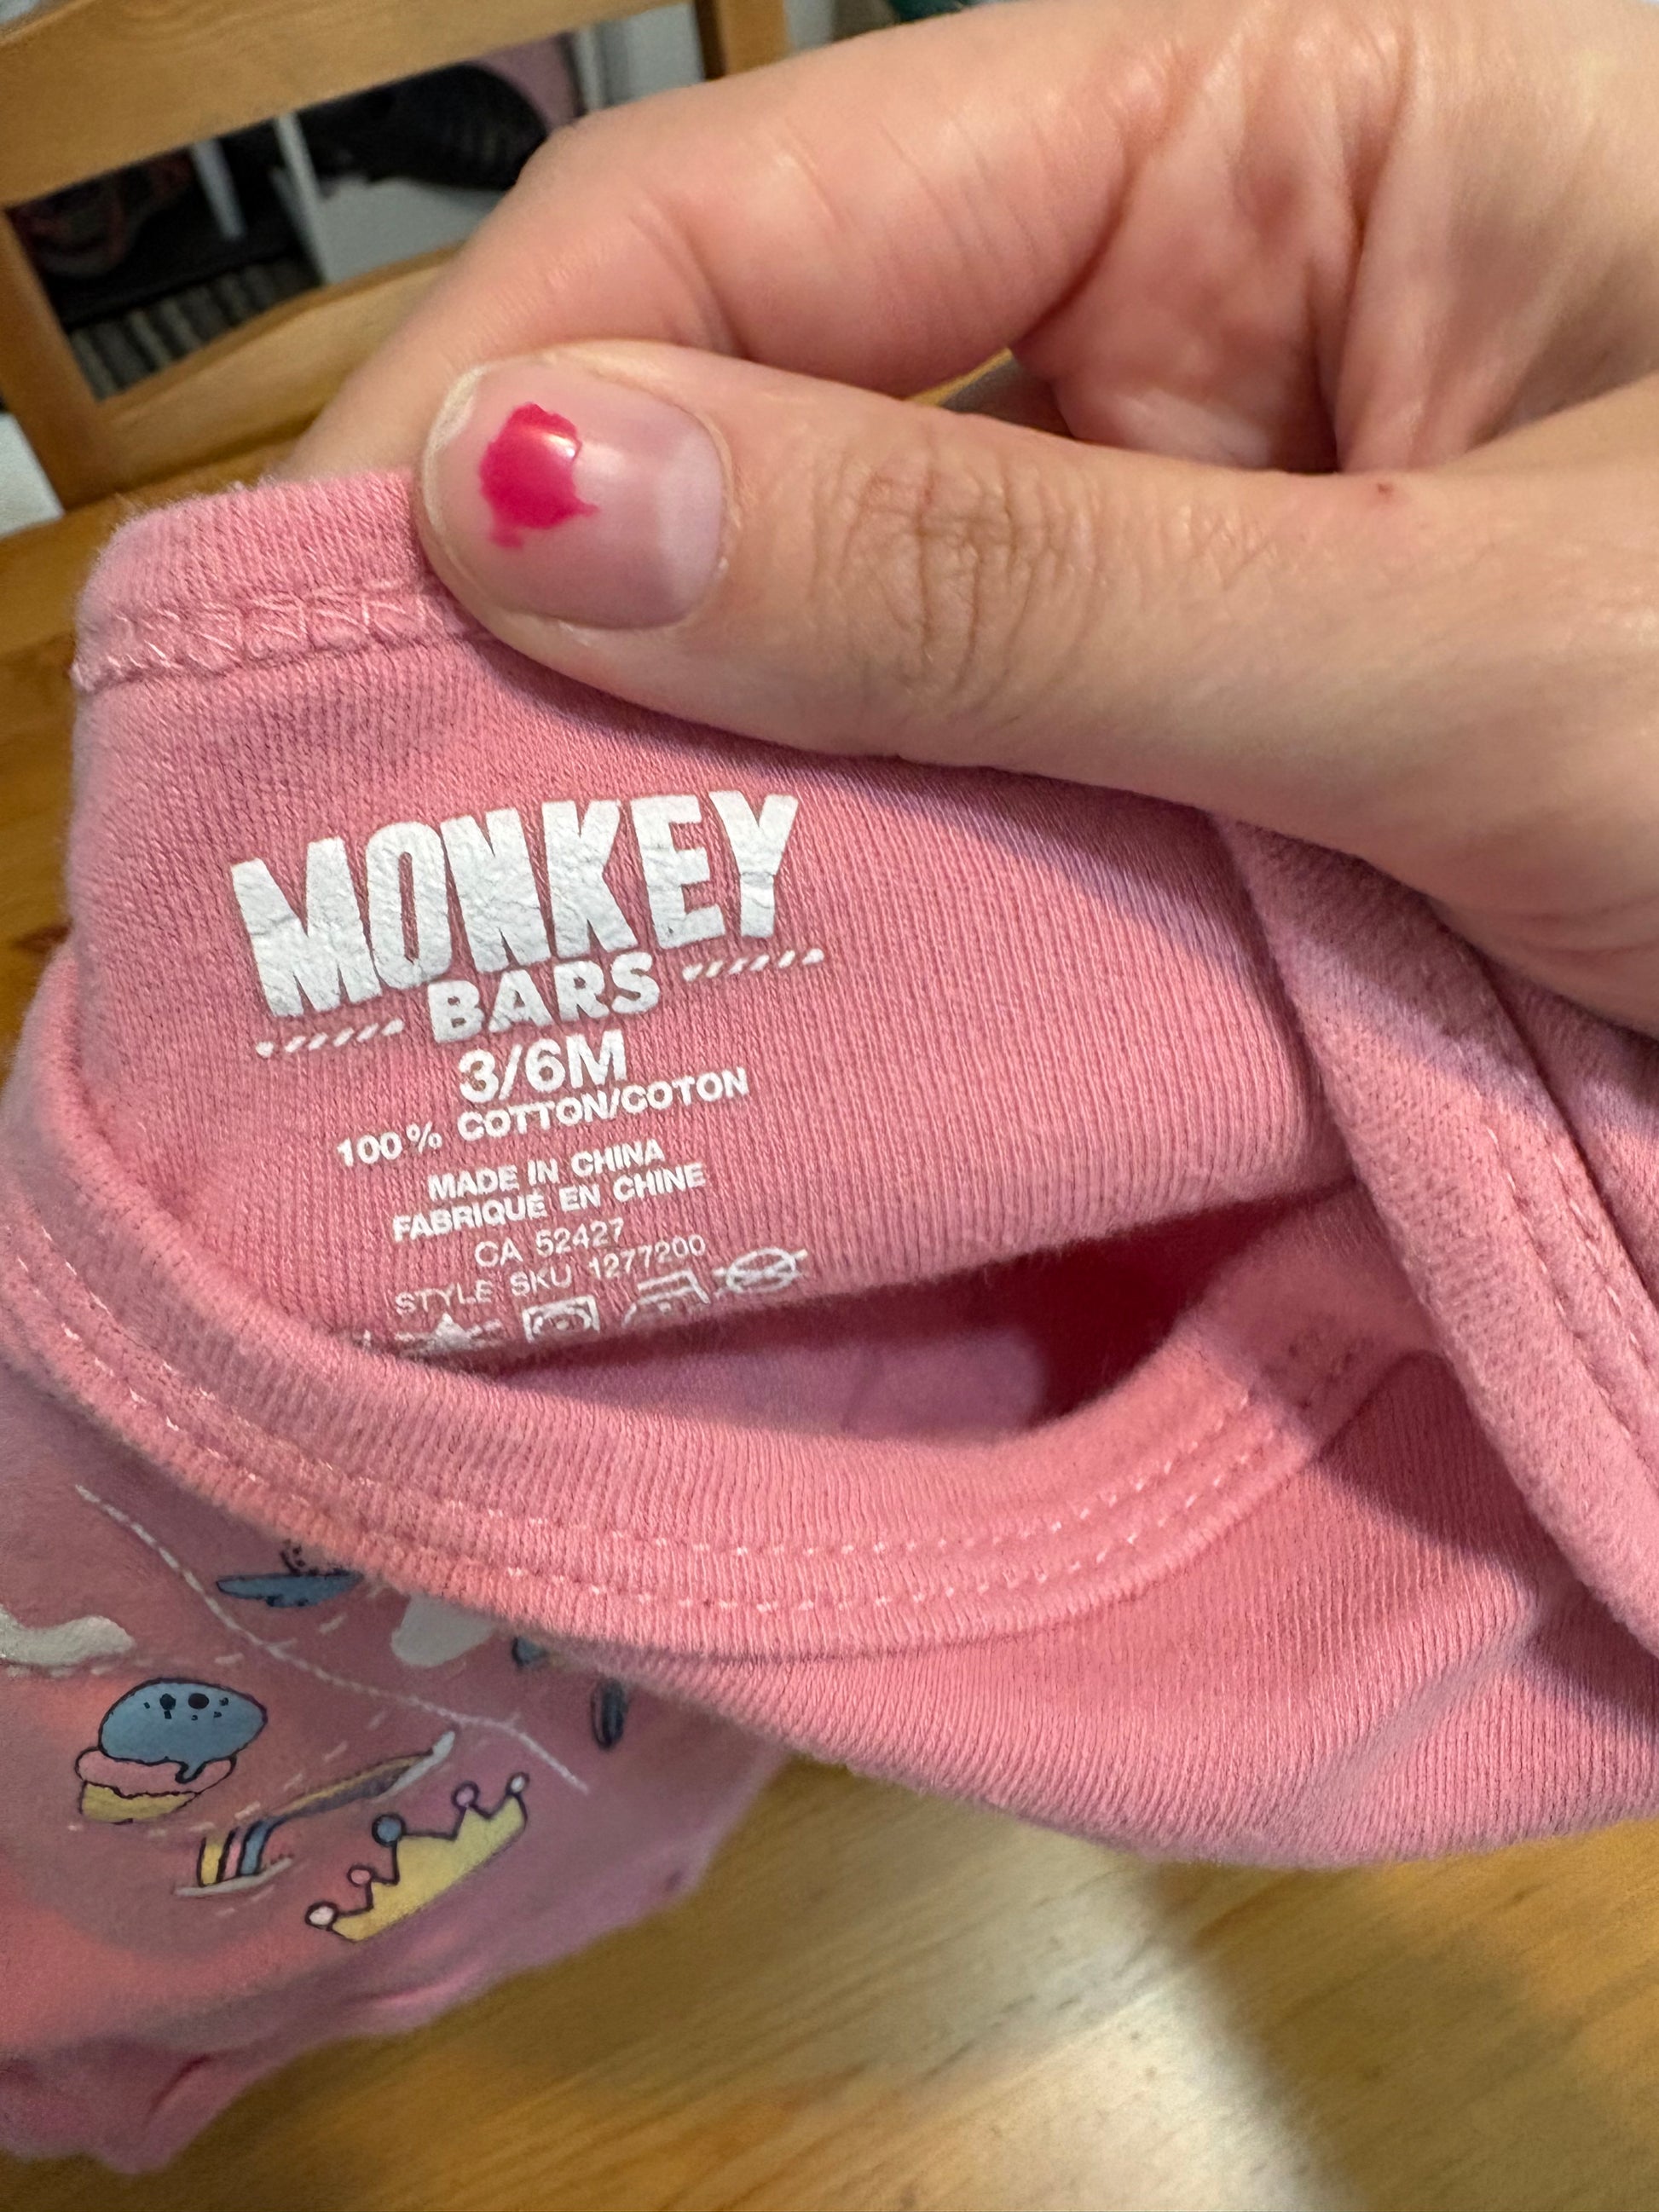 MONKEY
BARS
3/6M
100% COTTON/COTON
MADE IN CHINA
FABRIQUÉ EN CHINE
CA 52427
STYLE SKU 1277200